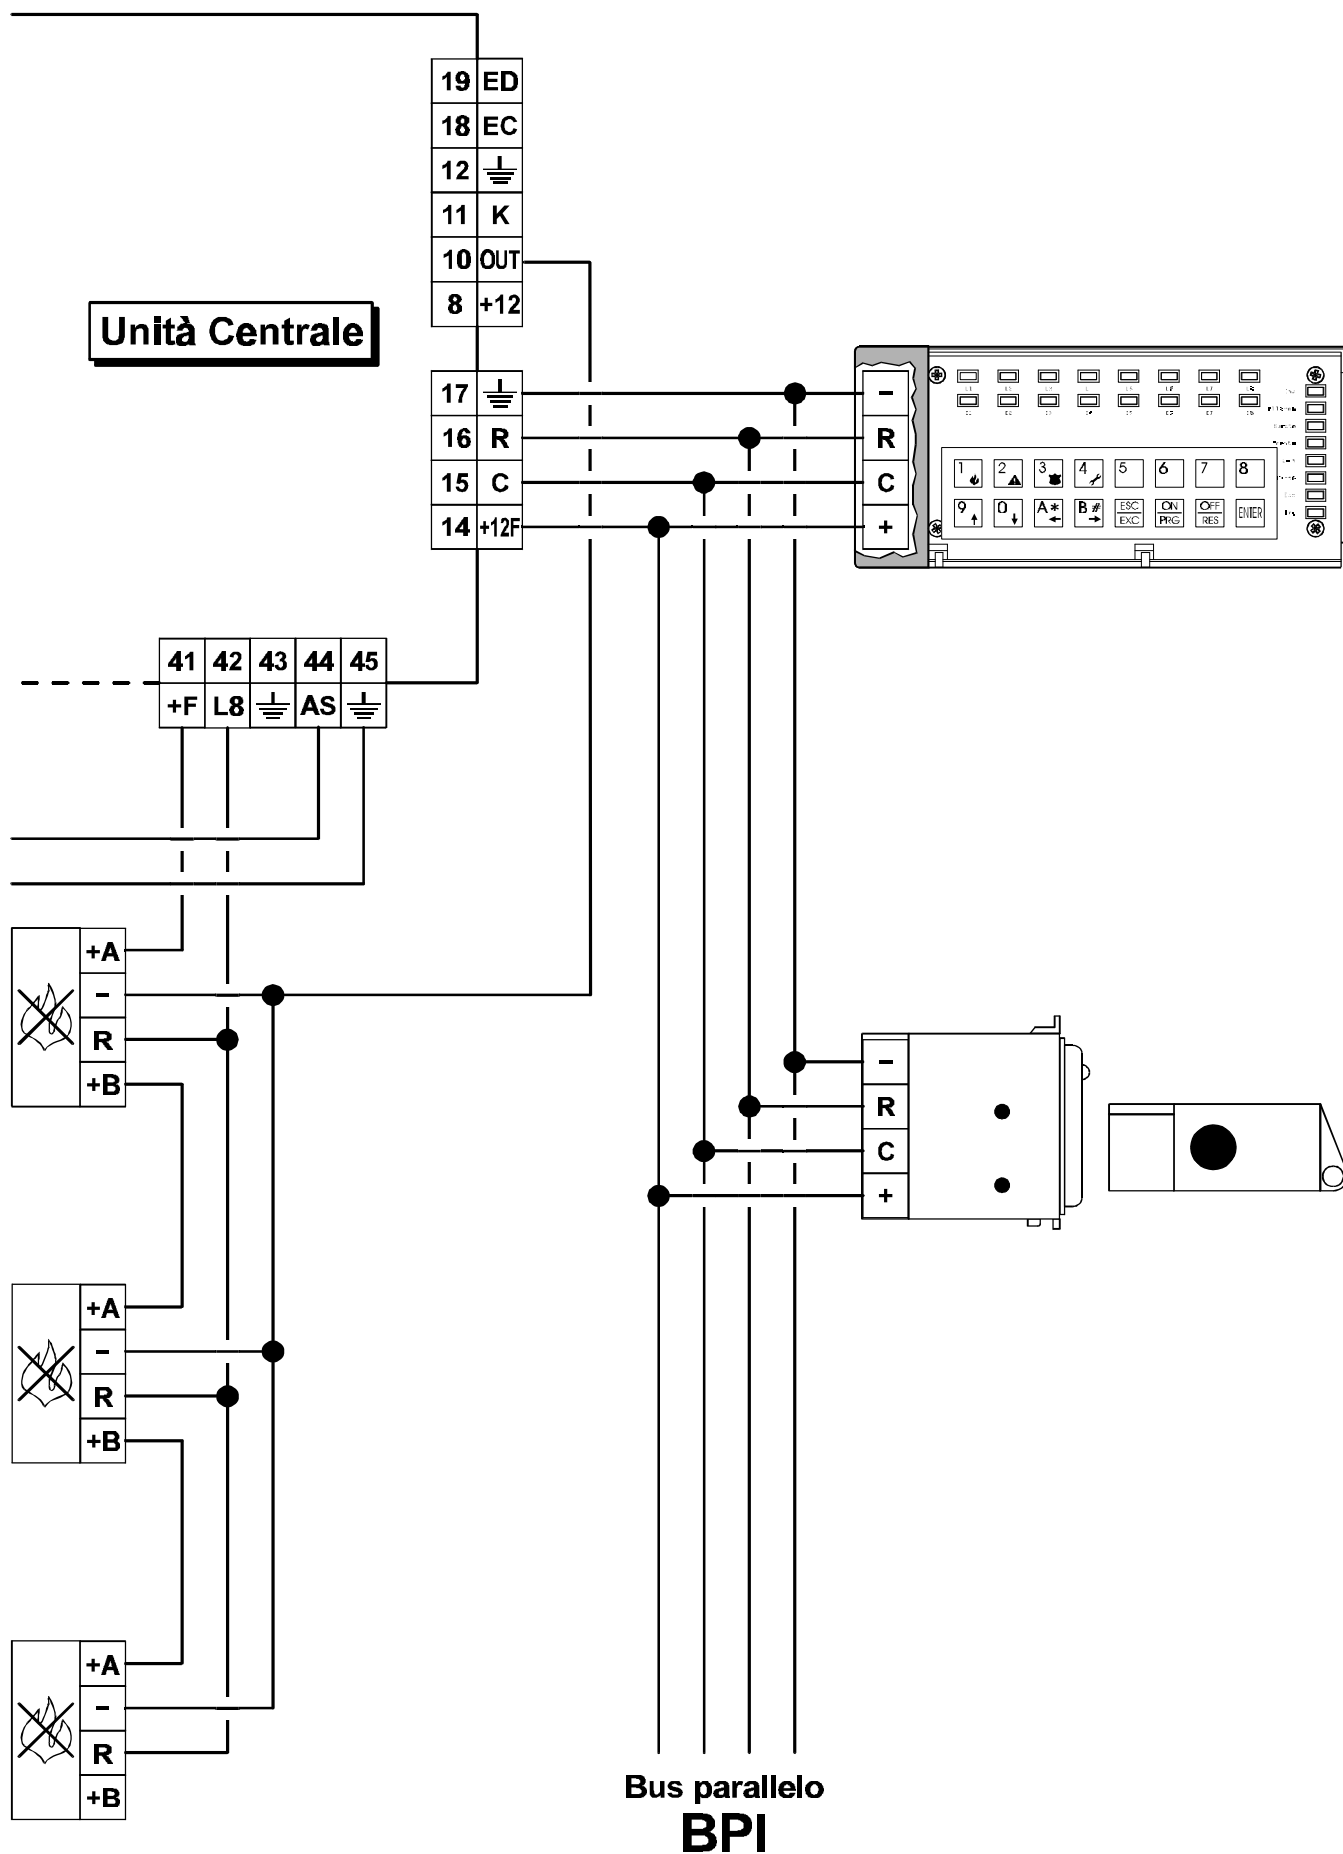 19 ED
18 EC
12
11 K
10 OUT
8 +12
Unità Centrale
17
16 R
15 C
14 +12F
-
R
C
+
1 2 3 4 5 6 7 8
9 0 A* B# ESC EXC ON PRG OFF RES ENTER
41 42 43 44 45
+F L8 AS
+A
-
R
+B
-
R
C
+
+A
-
R
+B
+A
-
R
+B
Bus parallelo
BPI